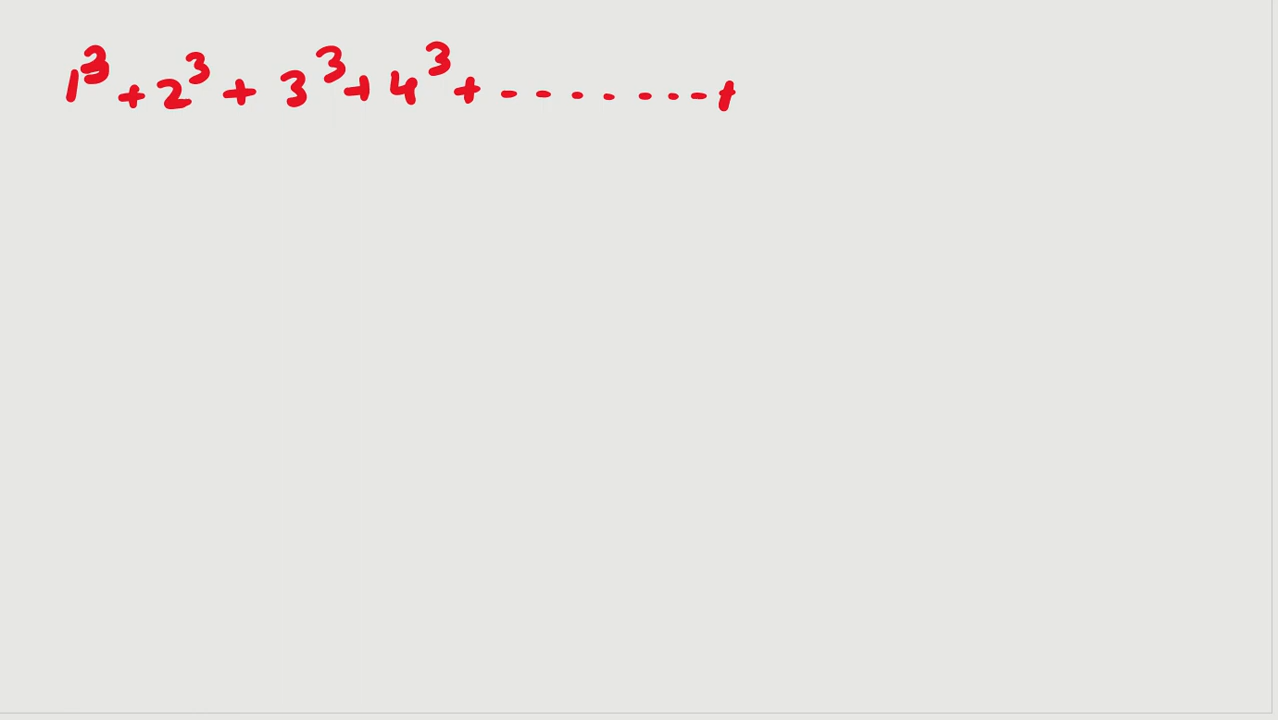 1³ + 2³ + 3³ + 4³ + - - - - - - - +